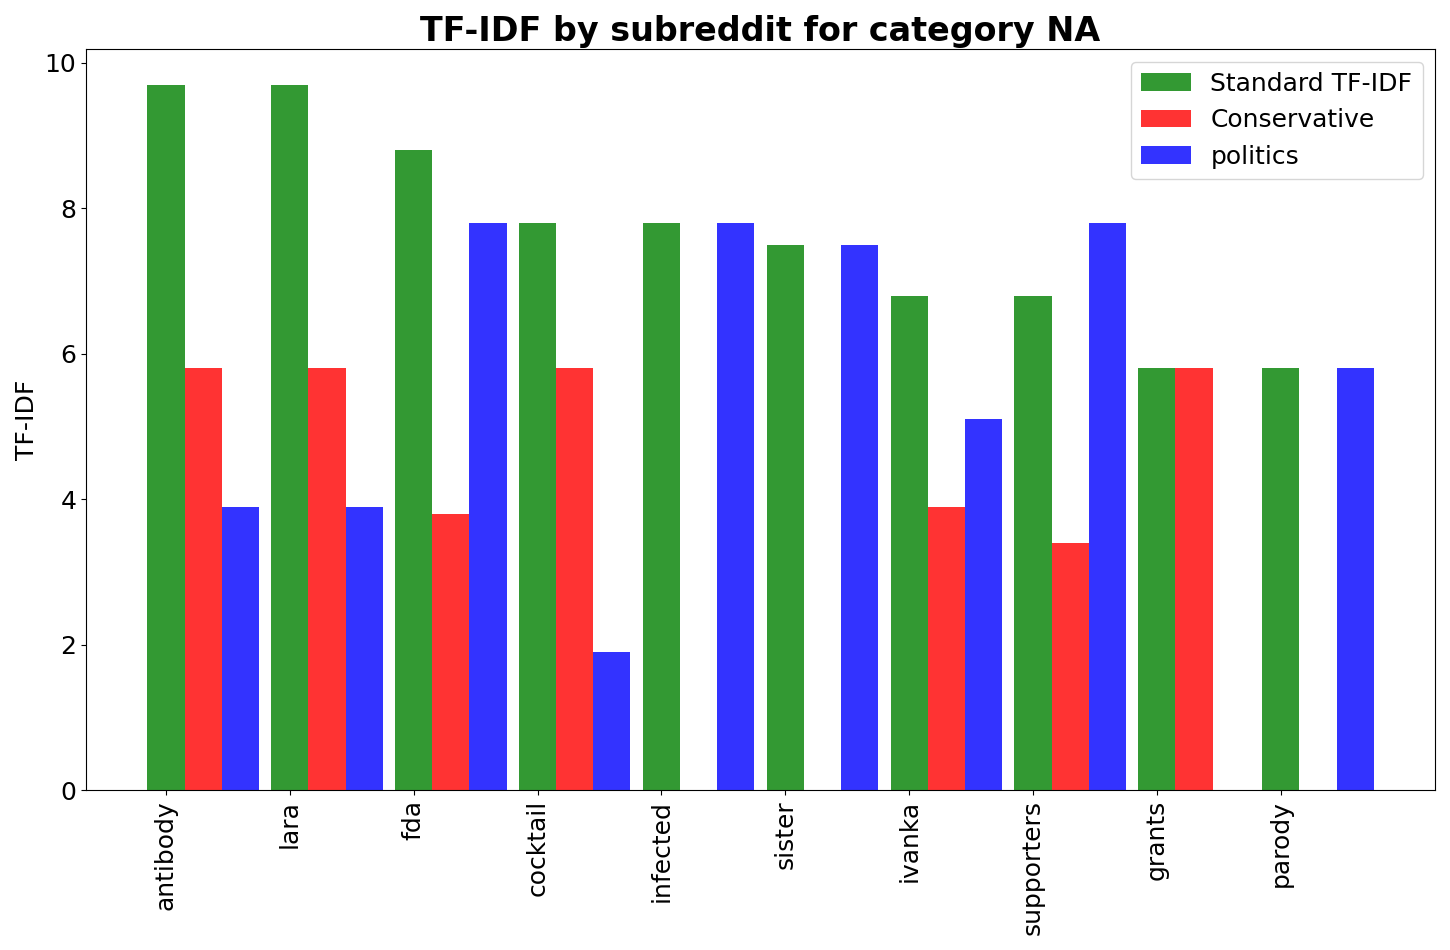 TF-IDF by subreddit for category NA
Standard TF-IDF
Conservative
politics
TF-IDF
10
8
6
4
2
0
antibody
lara
fda
cocktail
infected
sister
ivanka
supporters
grants
parody